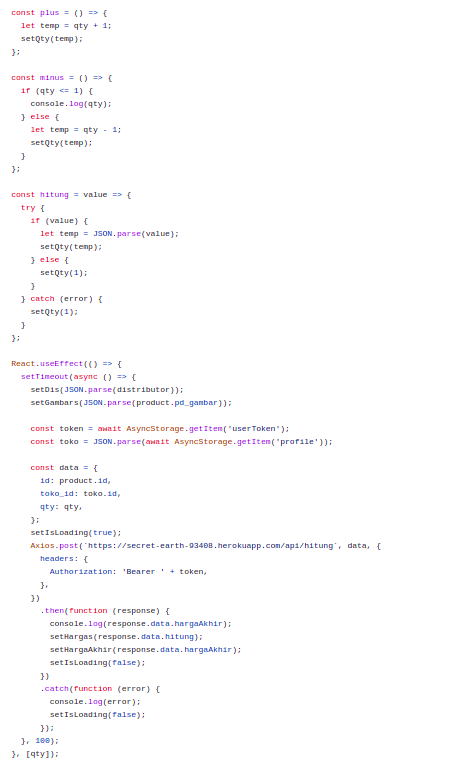 const plus = () => {
  let temp = qty + 1;
  setQty(temp);
};

const minus = () => {
  if (qty <= 1) {
    console.log(qty);
  } else {
    let temp = qty - 1;
    setQty(temp);
  }
};

const hitung = value => {
  try {
    if (value) {
      let temp = JSON.parse(value);
      setQty(temp);
    } else {
      setQty(1);
    }
  } catch (error) {
    setQty(1);
  }
};

React.useEffect(() => {
  setTimeout(async () => {
    setDis(JSON.parse(distributor));
    setGambars(JSON.parse(product.pd_gambar));

    const token = await AsyncStorage.getItem('userToken');
    const toko = JSON.parse(await AsyncStorage.getItem('profile'));

    const data = {
      id: product.id,
      toko_id: toko.id,
      qty: qty,
    };
    setIsLoading(true);
    Axios.post(`https://secret-earth-93408.herokuapp.com/api/hitung`, data, {
      headers: {
        Authorization: 'Bearer ' + token,
      },
    })
      .then(function (response) {
        console.log(response.data.hargaAkhir);
        setHargas(response.data.hitung);
        setHargaAkhir(response.data.hargaAkhir);
        setIsLoading(false);
      })
      .catch(function (error) {
        console.log(error);
        setIsLoading(false);
      });
  }, 100);
}, [qty]);